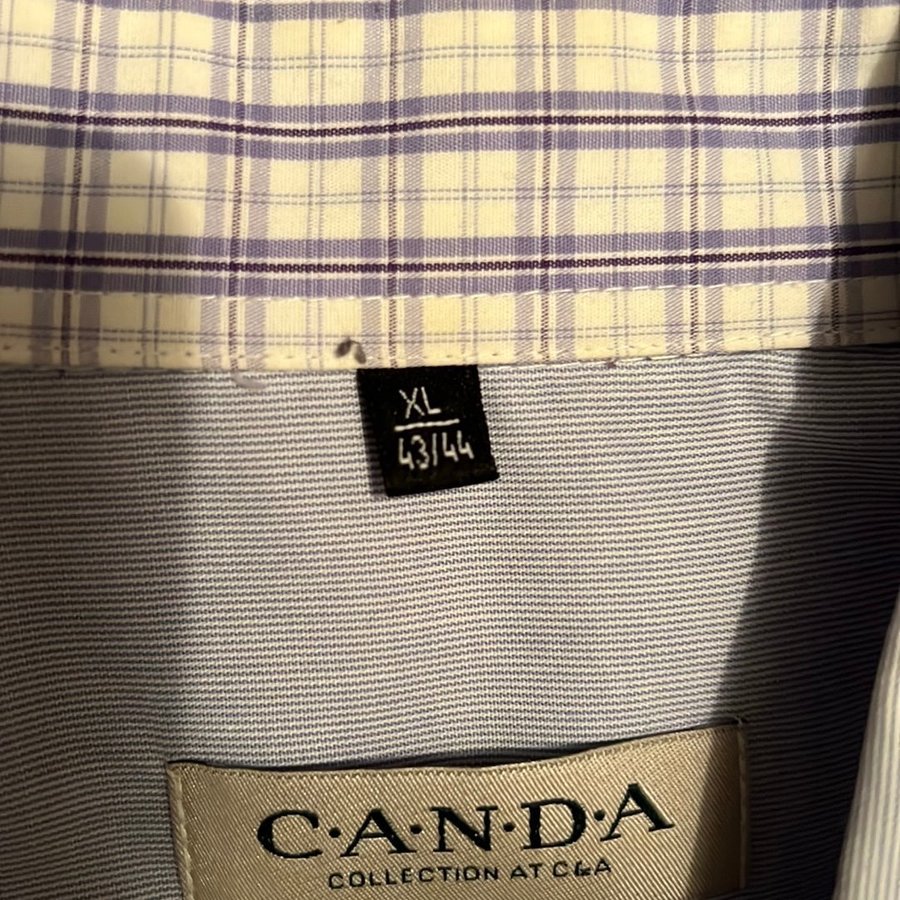 XL
43/44
C·A·N·D·A
COLLECTION AT C&A